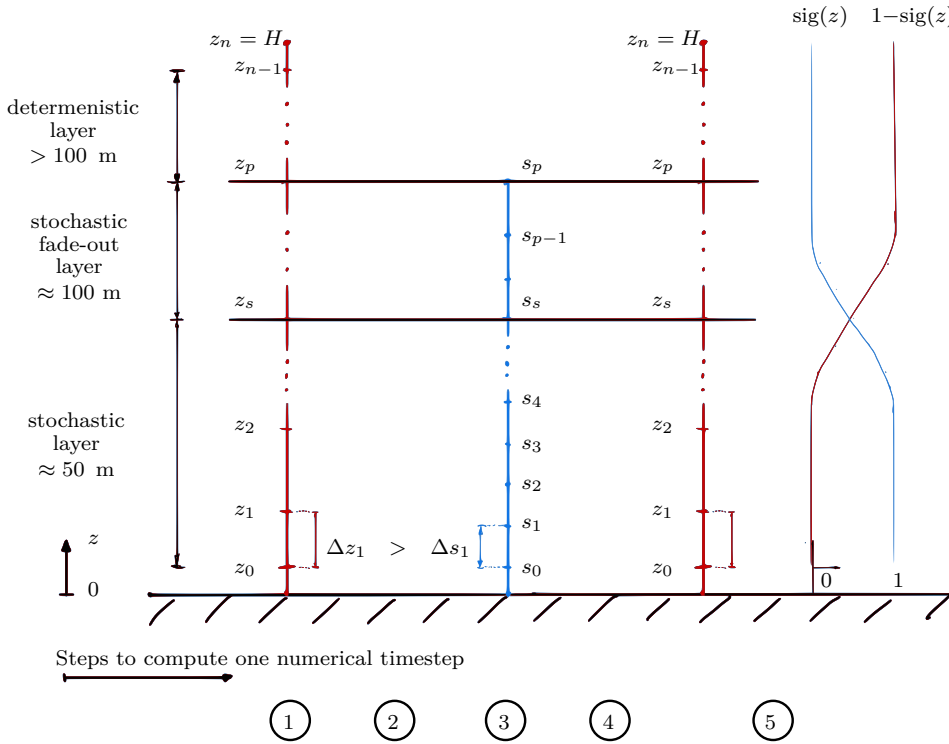 sig(z) 1−sig(z)
z_n = H z_n = H
z_{n−1} z_{n−1}
determenistic
layer
> 100 m
z_p s_p z_p
stochastic
fade-out
layer
≈ 100 m
s_{p−1}
z_s s_s z_s
stochastic
layer
≈ 50 m
s_4
z_2 s_3 z_2
s_2
z_1 s_1 z_1
Δz_1 > Δs_1
z_0 s_0 z_0
z
0
0 1
Steps to compute one numerical timestep
1 2 3 4 5